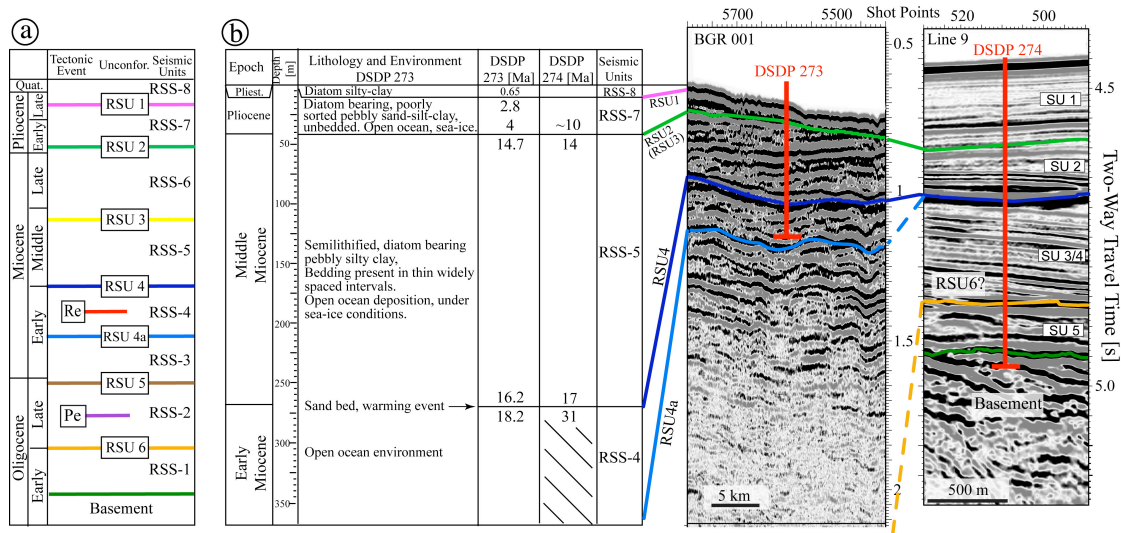 a
Tectonic Event
Unconfor.
Seismic Units
Quat.
Pliocene
Late
Early
Miocene
Late
Middle
Early
Oligocene
Late
Early
RSS-8
RSU 1
RSS-7
RSU 2
RSS-6
RSU 3
RSS-5
RSU 4
Re
RSS-4
RSU 4a
RSS-3
RSU 5
Pe
RSS-2
RSU 6
RSS-1
Basement
b
Epoch
Depth [m]
Lithology and Environment
DSDP 273
DSDP 273 [Ma]
DSDP 274 [Ma]
Seismic Units
Pliest.
Diatom silty-clay
0.65
RSS-8
Pliocene
Diatom bearing, poorly
sorted pebbly sand-silt-clay,
unbedded. Open ocean, sea-ice.
2.8
4
~10
RSS-7
14.7
14
50
100
150
200
250
300
350
Middle Miocene
Semilithified, diatom bearing
pebbly silty clay,
Bedding present in thin widely
spaced intervals.
Open ocean deposition, under
sea-ice conditions.
RSS-5
16.2
17
Sand bed, warming event
18.2
31
Early Miocene
Open ocean environment
RSS-4
RSU1
RSU2
(RSU3)
RSU4
RSU4a
5700
5500
Shot Points
520
500
BGR 001
DSDP 273
5 km
0.5
1
1.5
2
Line 9
DSDP 274
SU 1
SU 2
SU 3/4
RSU6?
SU 5
Basement
500 m
4.5
5.0
Two-Way Travel Time [s]